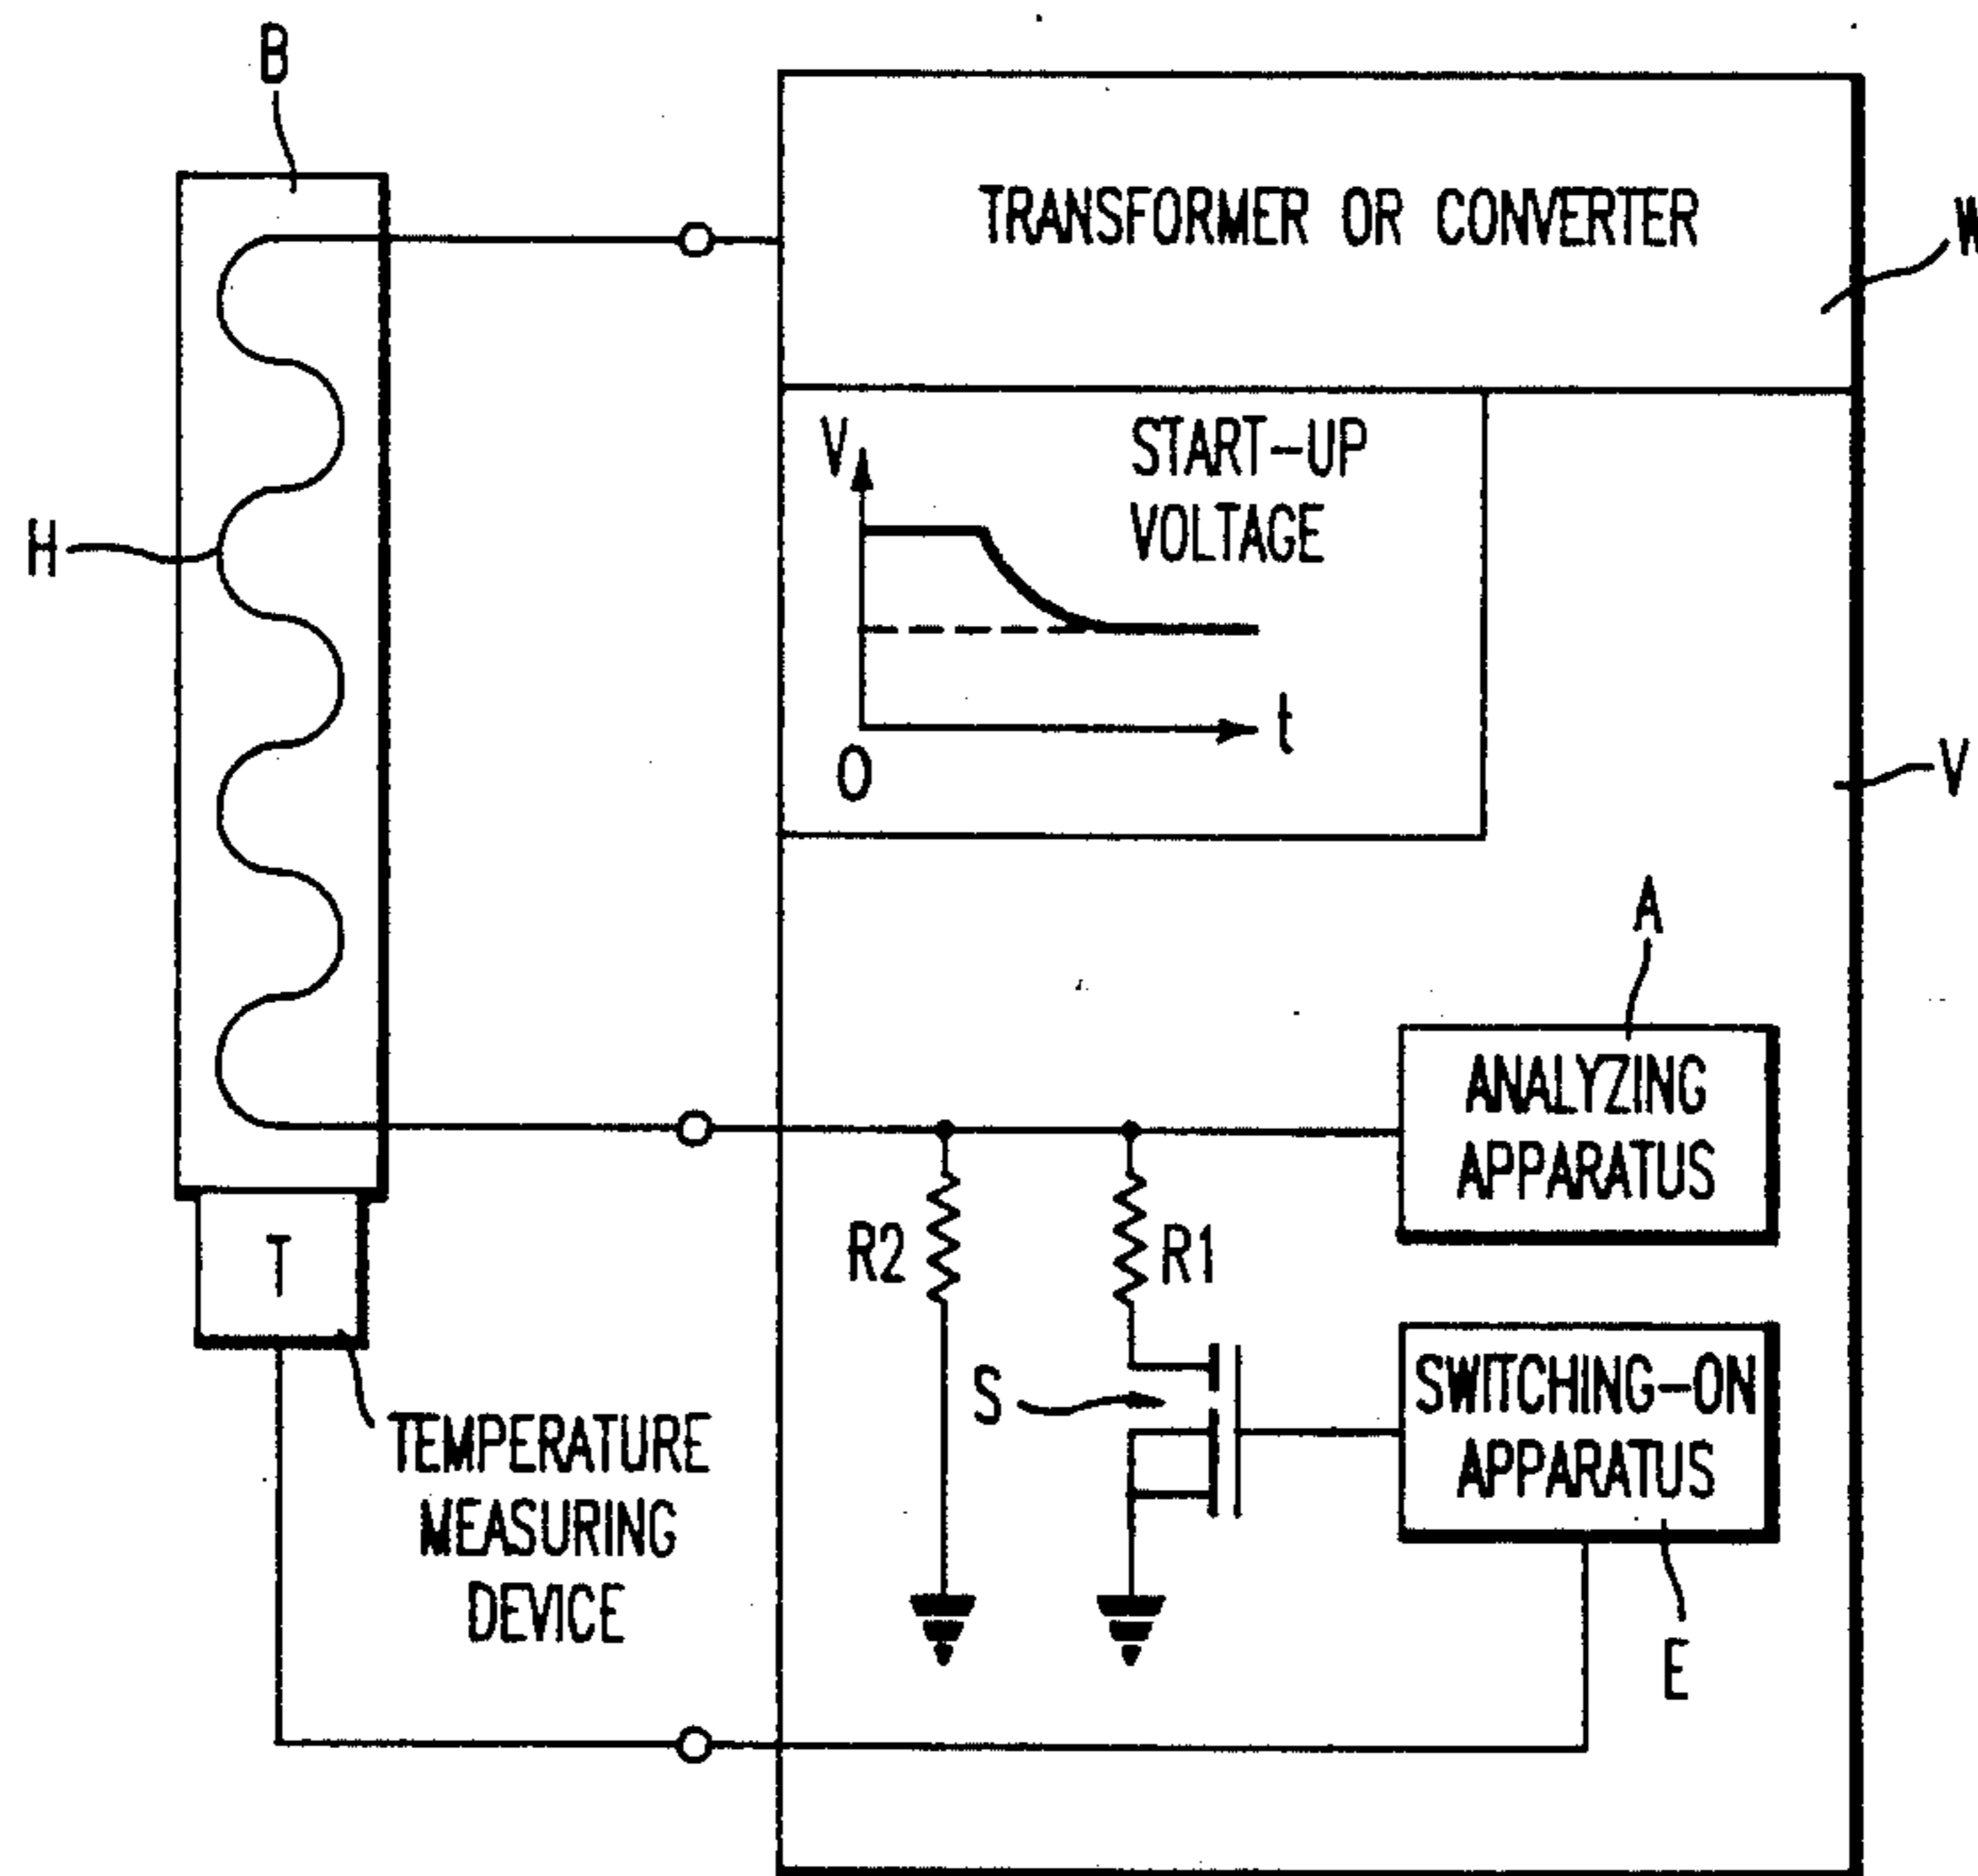 B
TRANSFORMER OR CONVERTER
W
V
START-UP
VOLTAGE
H
t
O
V
A
ANALYZING
APPARATUS
R2
R1
T
S
SWITCHING-ON
APPARATUS
TEMPERATURE
MEASURING
DEVICE
E